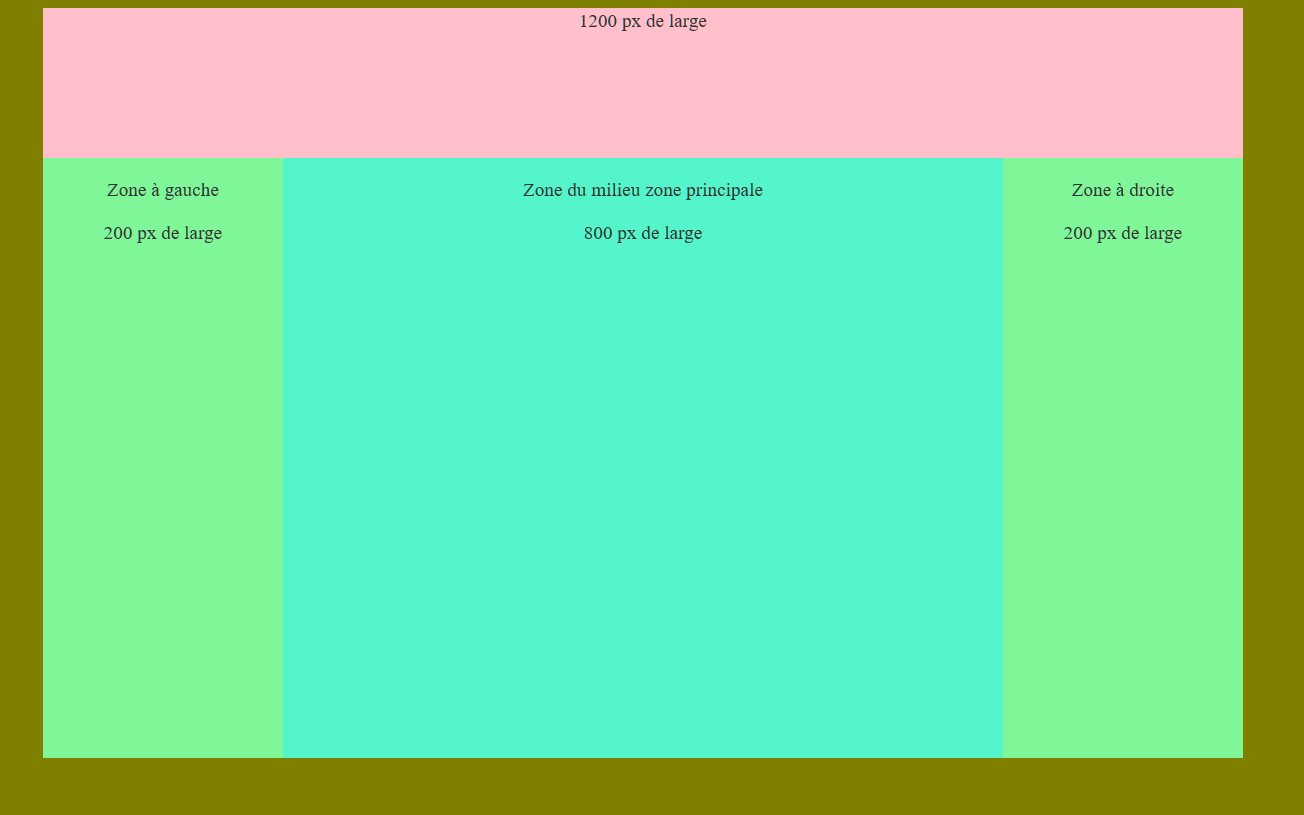 1200 px de large
Zone à gauche
200 px de large
Zone du milieu zone principale
800 px de large
Zone à droite
200 px de large